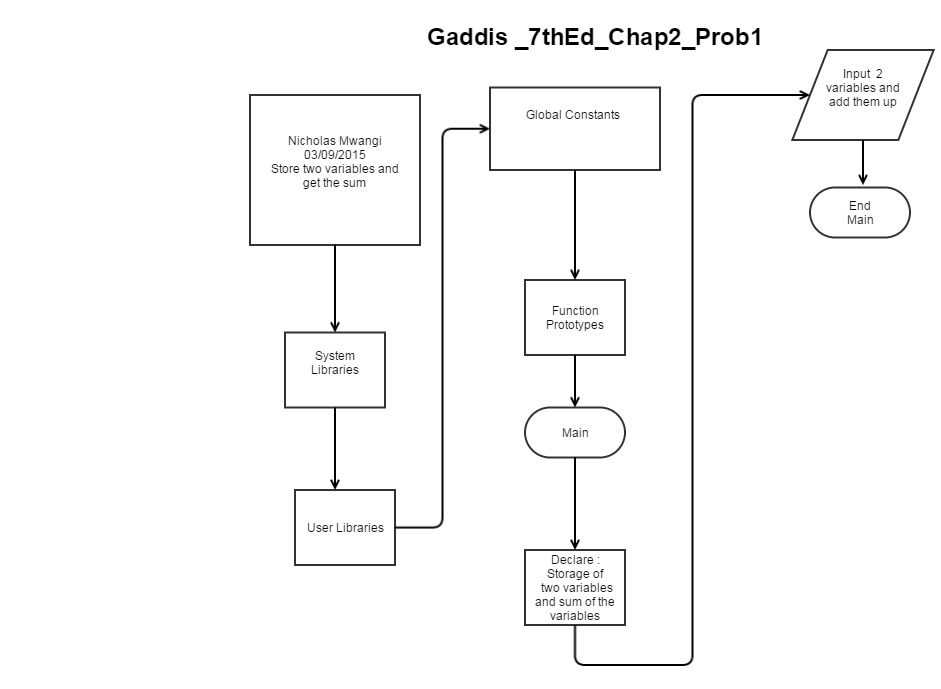 Gaddis _7thEd_Chap2_Prob1
Nicholas Mwangi
03/09/2015
Store two variables and
get the sum
System
Libraries
User Libraries
Global Constants
Function
Prototypes
Main
Declare :
Storage of
two variables
and sum of the
variables
Input 2
variables and
add them up
End
Main